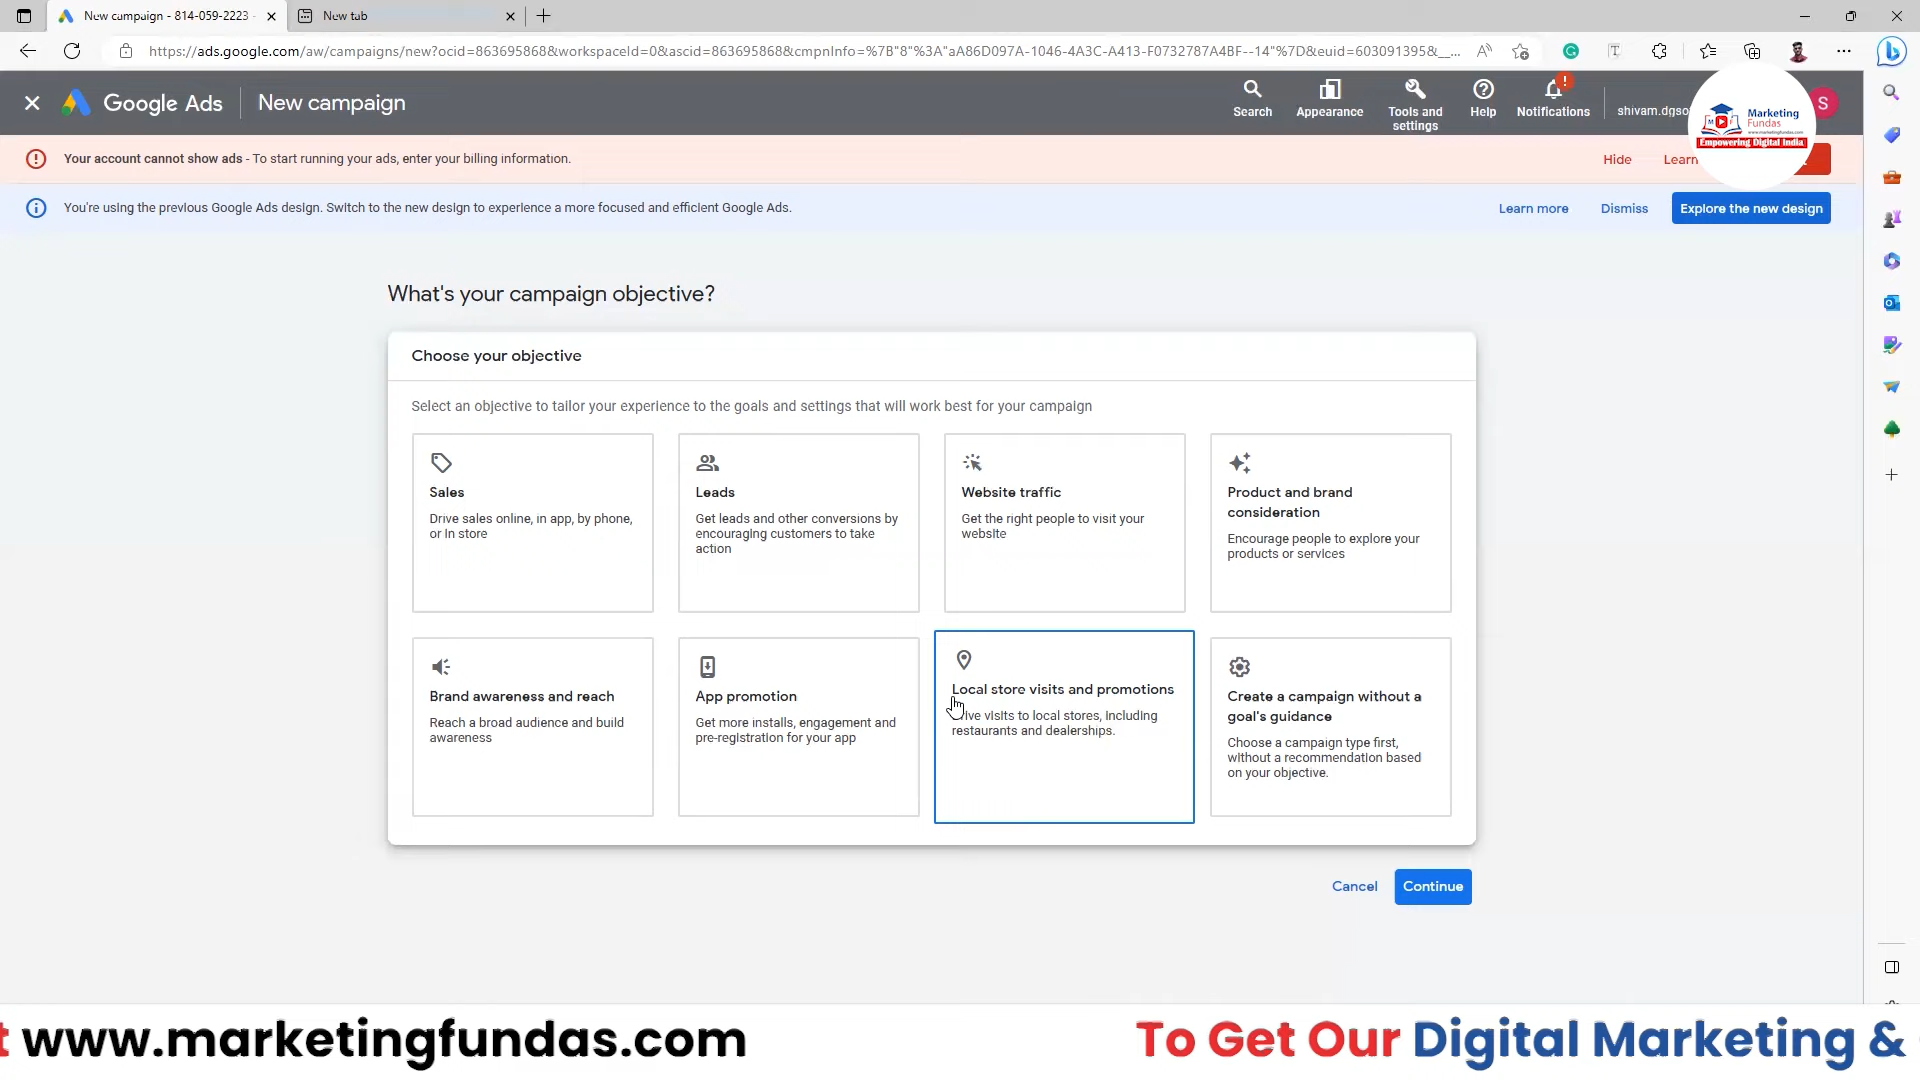 New campaign - 814-059-2223 -
New tab
https://ads.google.com/aw/campaigns/new?ocid=863695868&workspaceId=0&ascid=863695868&cmpnInfo=%7B"8"%3A"aA86D097A-1046-4A3C-A413-F0732787A4BF--14"%7D&euid=603091395&__...
Google Ads
New campaign
Search
Appearance
Tools and
settings
Help
Notifications
shivam.dgso
S
Marketing
Fundas
www.marketingfundas.com
Empowering Digital India
Your account cannot show ads - To start running your ads, enter your billing information.
Hide
Learn
You're using the previous Google Ads design. Switch to the new design to experience a more focused and efficient Google Ads.
Learn more
Dismiss
Explore the new design
What's your campaign objective?
Choose your objective
Select an objective to tailor your experience to the goals and settings that will work best for your campaign
Sales
Drive sales online, in app, by phone,
or in store
Leads
Get leads and other conversions by
encouraging customers to take
action
Website traffic
Get the right people to visit your
website
Product and brand
consideration
Encourage people to explore your
products or services
Brand awareness and reach
Reach a broad audience and build
awareness
App promotion
Get more installs, engagement and
pre-registration for your app
Local store visits and promotions
ive visits to local stores, including
restaurants and dealerships.
Create a campaign without a
goal's guidance
Choose a campaign type first,
without a recommendation based
on your objective.
Cancel
Continue
t www.marketingfundas.com
To Get Our Digital Marketing &